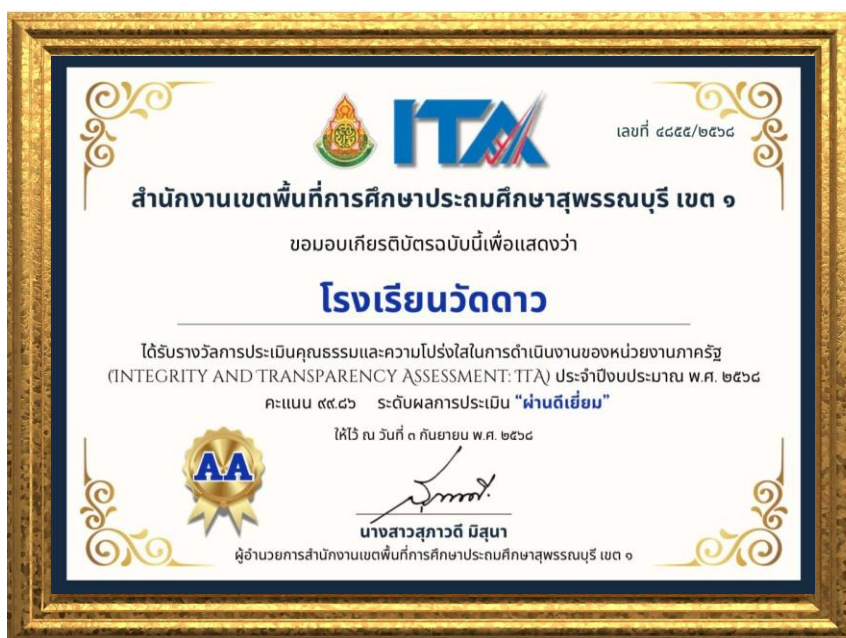 ITA
เลขที่ ๔๘๕๕/๒๕๖๘
สำนักงานเขตพื้นที่การศึกษาประถมศึกษาสุพรรณบุรี เขต ๑
ขอมอบเกียรติบัตรฉบับนี้เพื่อแสดงว่า
โรงเรียนวัดดาว
ได้รับรางวัลการประเมินคุณธรรมและความโปร่งใสในการดำเนินงานของหน่วยงานภาครัฐ
(INTEGRITY AND TRANSPARENCY ASSESSMENT: ITA) ประจำปีงบประมาณ พ.ศ. ๒๕๖๘
คะแนน ๙๙.๘๖ ระดับผลการประเมิน “ผ่านดีเยี่ยม”
ให้ไว้ ณ วันที่ ๓ กันยายน พ.ศ. ๒๕๖๘
AA
นางสาวสุภาวดี มิสุนา
ผู้อำนวยการสำนักงานเขตพื้นที่การศึกษาประถมศึกษาสุพรรณบุรี เขต ๑